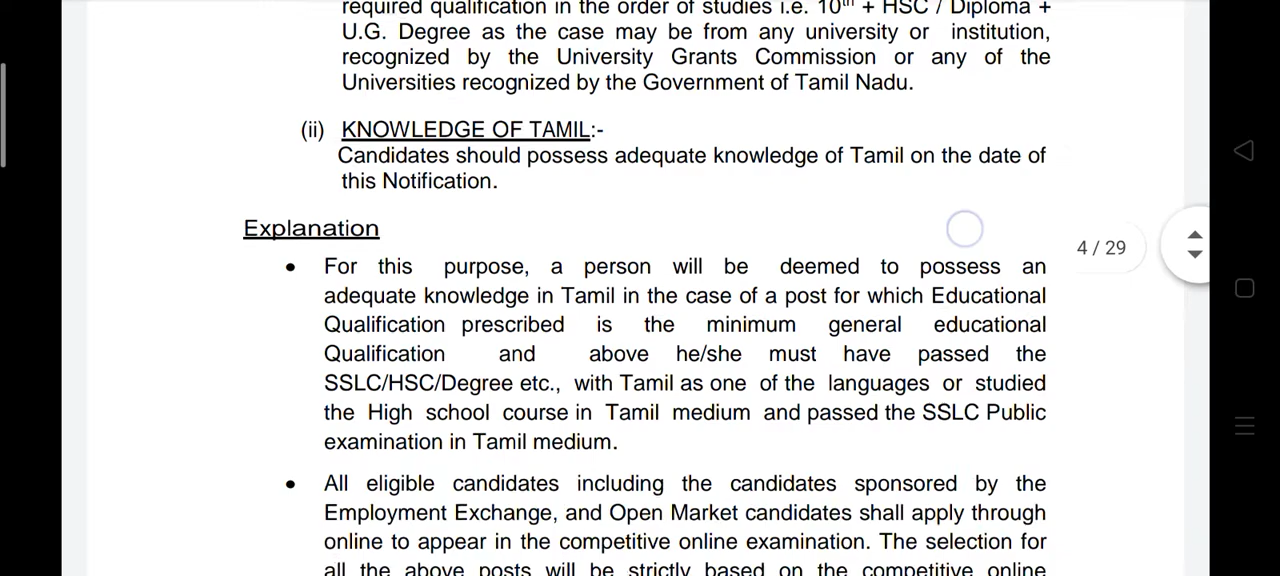 required qualification in the order of studies i.e. 10th + HSC / Diploma +
U.G. Degree as the case may be from any university or institution,
recognized by the University Grants Commission or any of the
Universities recognized by the Government of Tamil Nadu.
(ii) KNOWLEDGE OF TAMIL:-
Candidates should possess adequate knowledge of Tamil on the date of
this Notification.
Explanation
4 / 29
• For this purpose, a person will be deemed to possess an
adequate knowledge in Tamil in the case of a post for which Educational
Qualification prescribed is the minimum general educational
Qualification and above he/she must have passed the
SSLC/HSC/Degree etc., with Tamil as one of the languages or studied
the High school course in Tamil medium and passed the SSLC Public
examination in Tamil medium.
• All eligible candidates including the candidates sponsored by the
Employment Exchange, and Open Market candidates shall apply through
online to appear in the competitive online examination. The selection for
all the above posts will be strictly based on the competitive online